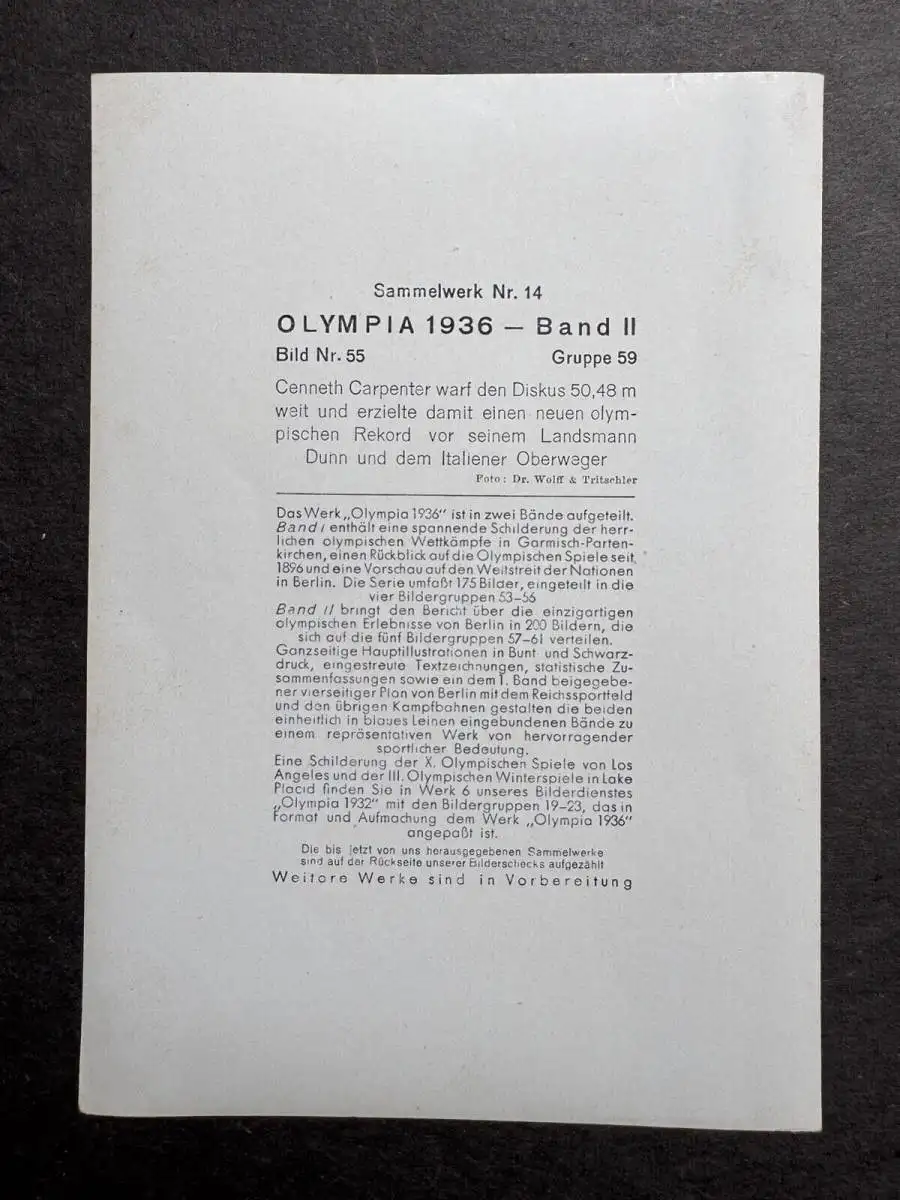 Sammelwerk Nr. 14
OLYMPIA 1936 – Band II
Bild Nr. 55 Gruppe 59
Cenneth Carpenter warf den Diskus 50,48 m
weit und erzielte damit einen neuen olym-
pischen Rekord vor seinem Landsmann
Dunn und dem Italiener Oberweger
Foto: Dr. Wolff & Tritschler
Das Werk „Olympia 1936“ ist in zwei Bände aufgeteilt.
Band I enthält eine spannende Schilderung der herr-
lichen olympischen Wettkämpfe in Garmisch-Parten-
kirchen, einen Rückblick auf die Olympischen Spiele seit
1896 und eine Vorschau auf den Wettstreit der Nationen
in Berlin. Die Serie umfaßt 175 Bilder, eingeteilt in die
vier Bildergruppen 53–56
Band II bringt den Bericht über die einzigartigen
olympischen Erlebnisse von Berlin in 200 Bildern, die
sich auf die fünf Bildergruppen 57–61 verteilen.
Ganzseitige Hauptillustrationen in Bunt- und Schwarz-
druck, eingestreute Textzeichnungen, statistische Zu-
sammenfassungen sowie ein dem I. Band beigegebe-
ner vierseitiger Plan von Berlin mit dem Reichssportfeld
und den übrigen Kampfbahnen gestalten die beiden
einheitlich in blaues Leinen eingebundenen Bände zu
einem repräsentativen Werk von hervorragender
sportlicher Bedeutung.
Eine Schilderung der X. Olympischen Spiele von Los
Angeles und der III. Olympischen Winterspiele in Lake
Placid finden Sie in Werk 6 unseres Bilderdienstes
„Olympia 1932“ mit den Bildergruppen 19–23, das in
Format und Aufmachung dem Werk „Olympia 1936“
angepaßt ist.
Die bis jetzt von uns herausgegebenen Sammelwerke
sind auf der Rückseite unserer Bilderschecks aufgezählt
Weitere Werke sind in Vorbereitung